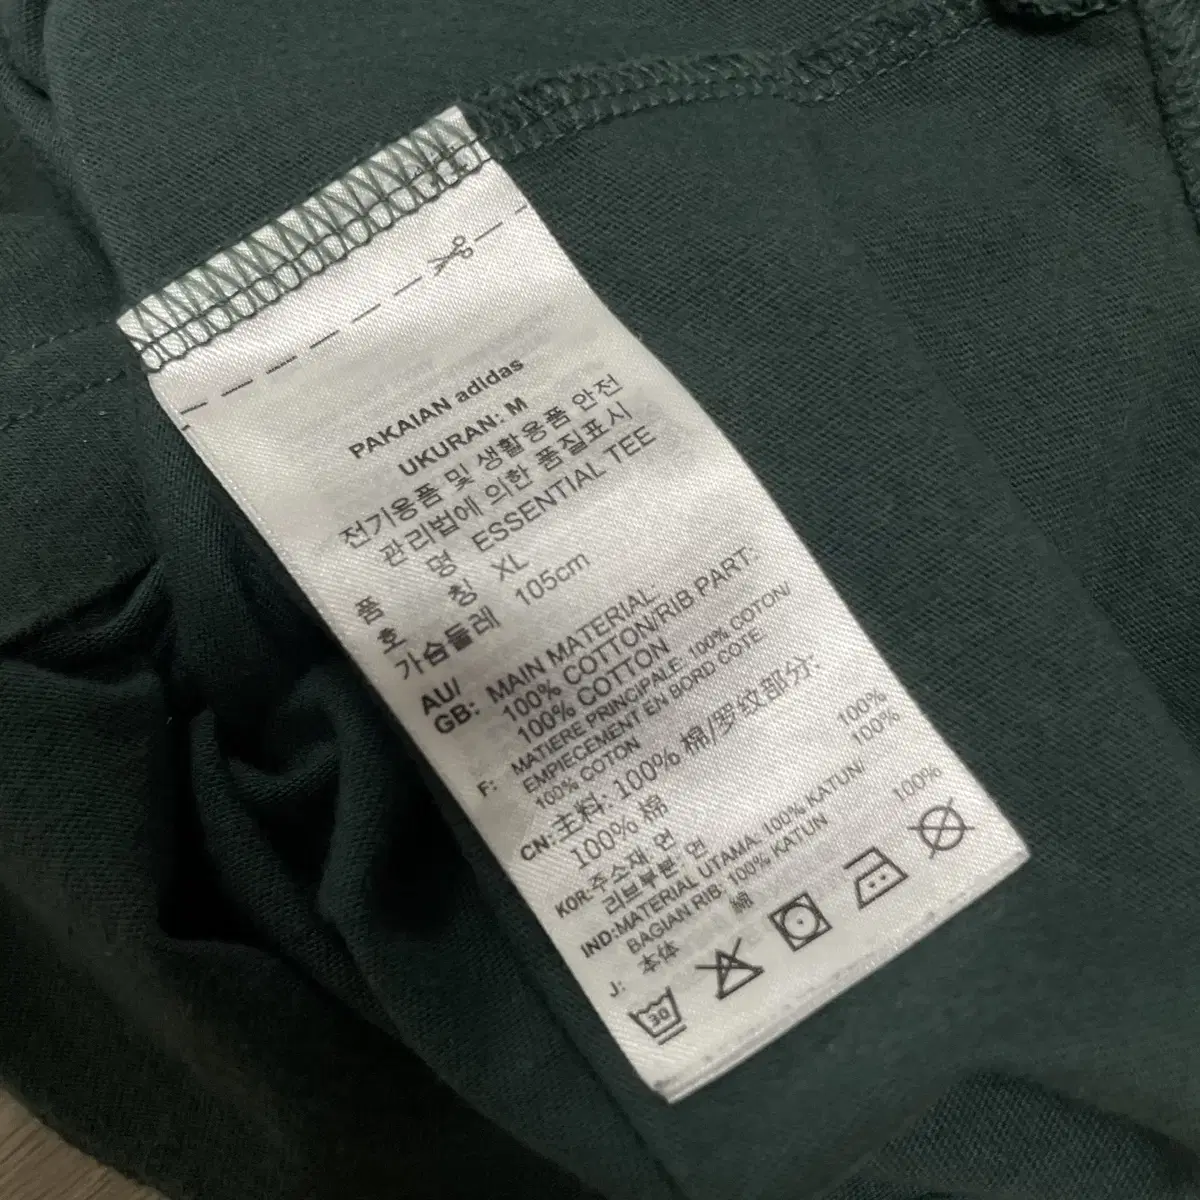 PAKAIAN adidas
UKURAN: M
전기용품 및 생활용품 안전
관리법에 의한 품질표시
품 명 ESSENTIAL TEE
호 칭 XL
가슴둘레 105cm
AU/
GB: MAIN MATERIAL:
100% COTTON/RIB PART:
100% COTTON
F: MATIERE PRINCIPALE: 100% COTON/
EMPIECEMENT EN BORD COTE:
100% COTON
CN: 主料: 100% 棉/罗纹部分:
100% 棉
KOR: 주소재: 면 100%
리브부분: 면 100%
IND: MATERIAL UTAMA: 100% KATUN/
BAGIAN RIB: 100% KATUN
J: 本体 綿 100%
30